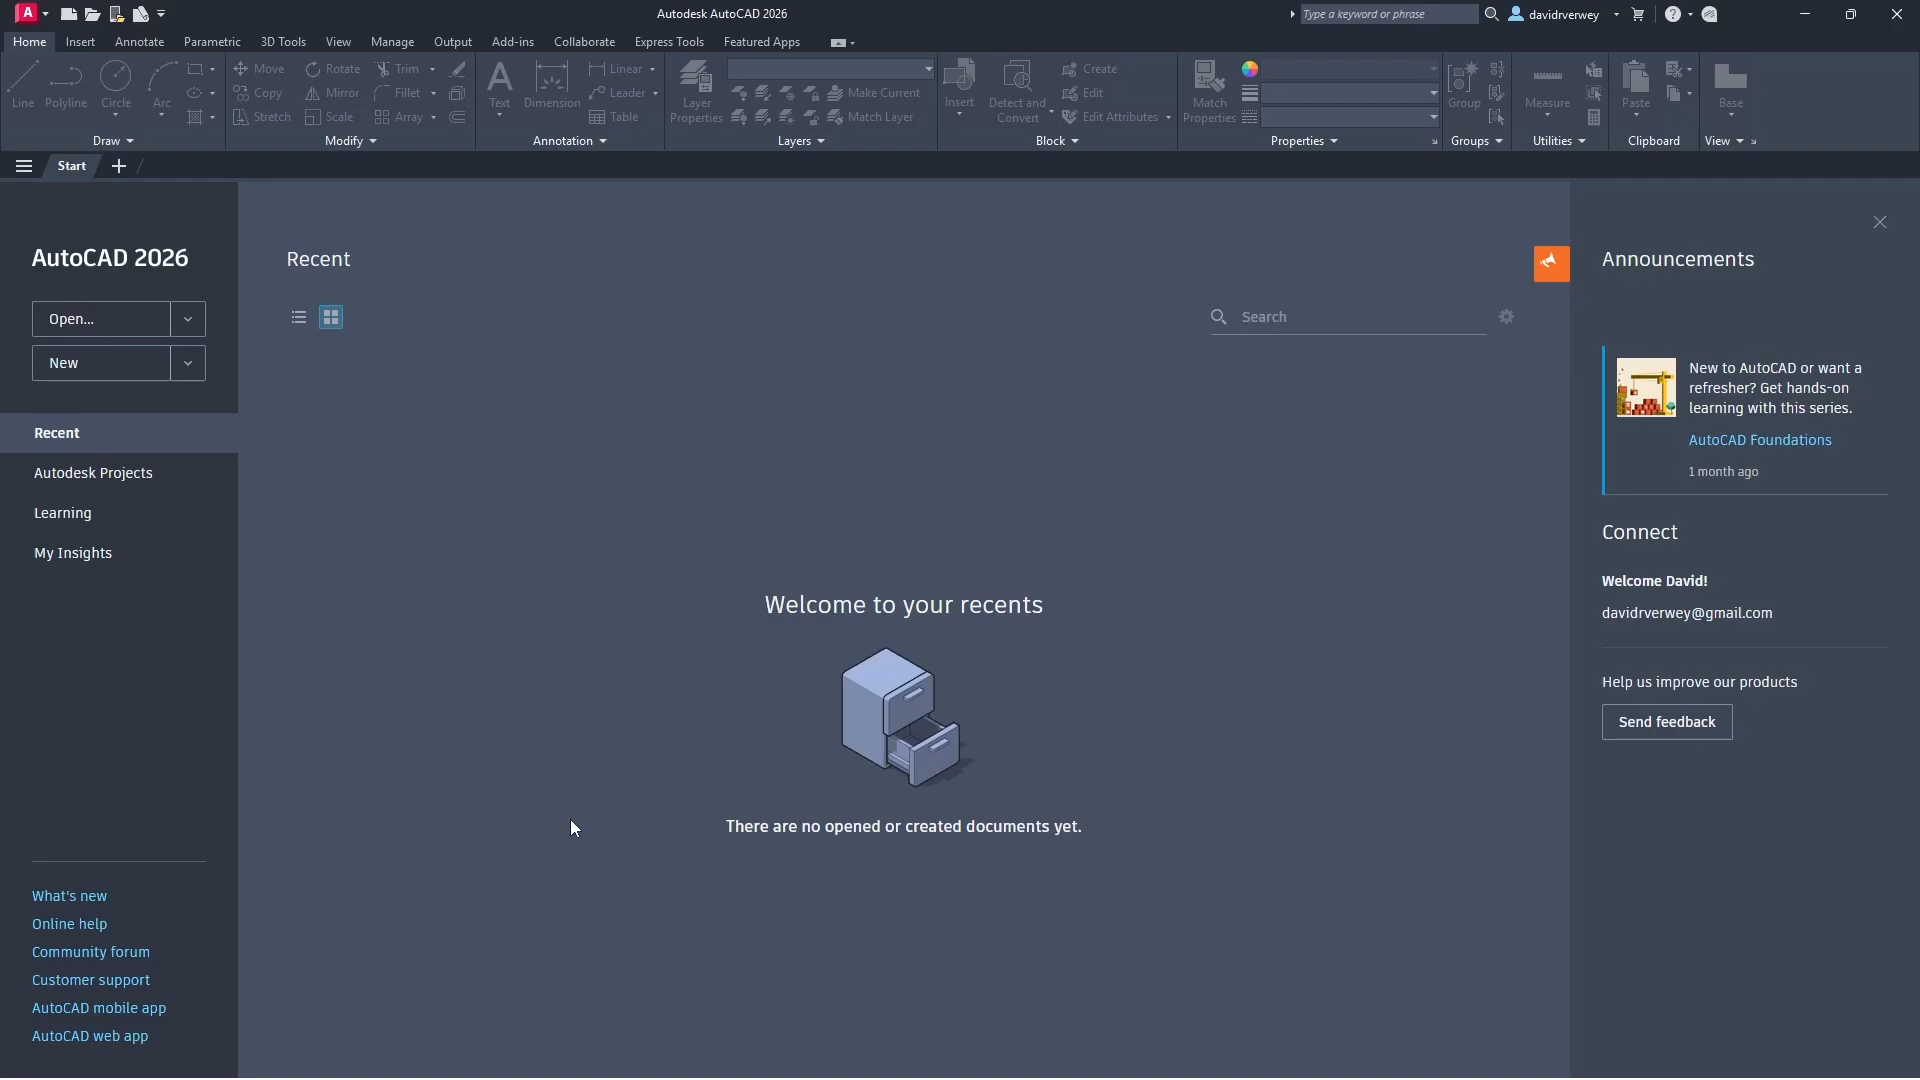 A
Autodesk AutoCAD 2026
Type a keyword or phrase
davidrverwey
?
Home Insert Annotate Parametric 3D Tools View Manage Output Add-ins Collaborate Express Tools Featured Apps
Line Polyline Circle Arc
Draw
Move Rotate Trim
Copy Mirror Fillet
Stretch Scale Array
Modify
A
Text Dimension
Linear
Leader
Table
Annotation
Layer
Properties
Make Current
Match Layer
Layers
Insert
Detect and
Convert
Create
Edit
Edit Attributes
Block
Match
Properties
Properties
Group
Groups
Measure
Utilities
Paste
Clipboard
Base
View
Start
AutoCAD 2026
Open...
New
Recent
Autodesk Projects
Learning
My Insights
What's new
Online help
Community forum
Customer support
AutoCAD mobile app
AutoCAD web app
Recent
Search
Welcome to your recents
There are no opened or created documents yet.
Announcements
New to AutoCAD or want a
refresher? Get hands-on
learning with this series.
AutoCAD Foundations
1 month ago
Connect
Welcome David!
davidrverwey@gmail.com
Help us improve our products
Send feedback